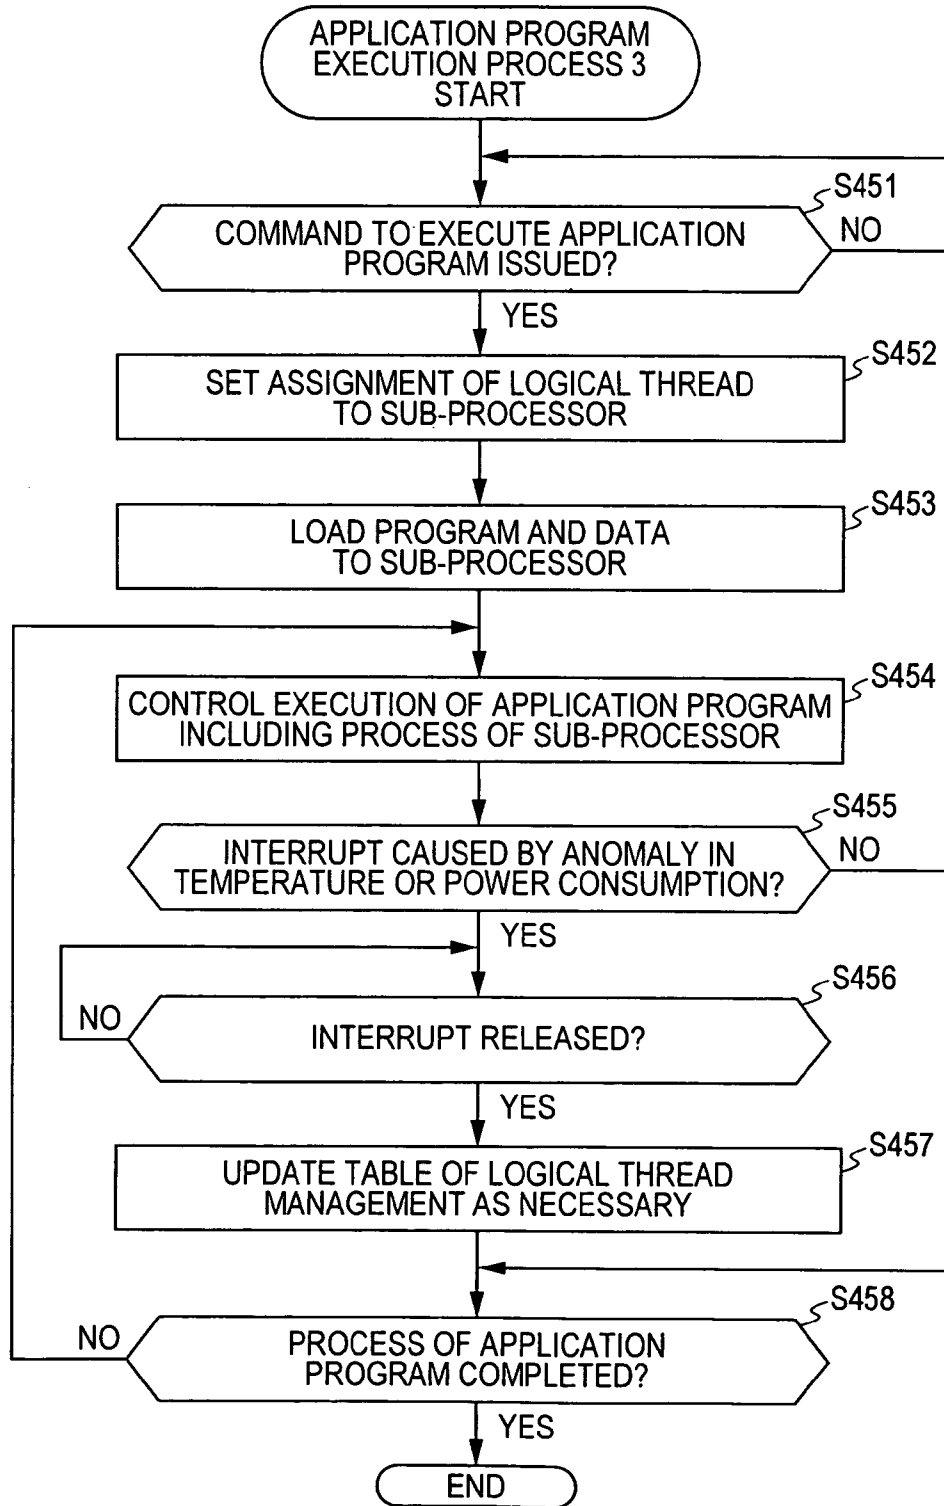 APPLICATION PROGRAM
EXECUTION PROCESS 3
START
S451
COMMAND TO EXECUTE APPLICATION
PROGRAM ISSUED?
NO
YES
S452
SET ASSIGNMENT OF LOGICAL THREAD
TO SUB-PROCESSOR
S453
LOAD PROGRAM AND DATA
TO SUB-PROCESSOR
S454
CONTROL EXECUTION OF APPLICATION PROGRAM
INCLUDING PROCESS OF SUB-PROCESSOR
S455
INTERRUPT CAUSED BY ANOMALY IN
TEMPERATURE OR POWER CONSUMPTION?
NO
YES
S456
NO
INTERRUPT RELEASED?
YES
S457
UPDATE TABLE OF LOGICAL THREAD
MANAGEMENT AS NECESSARY
S458
NO
PROCESS OF APPLICATION
PROGRAM COMPLETED?
YES
END